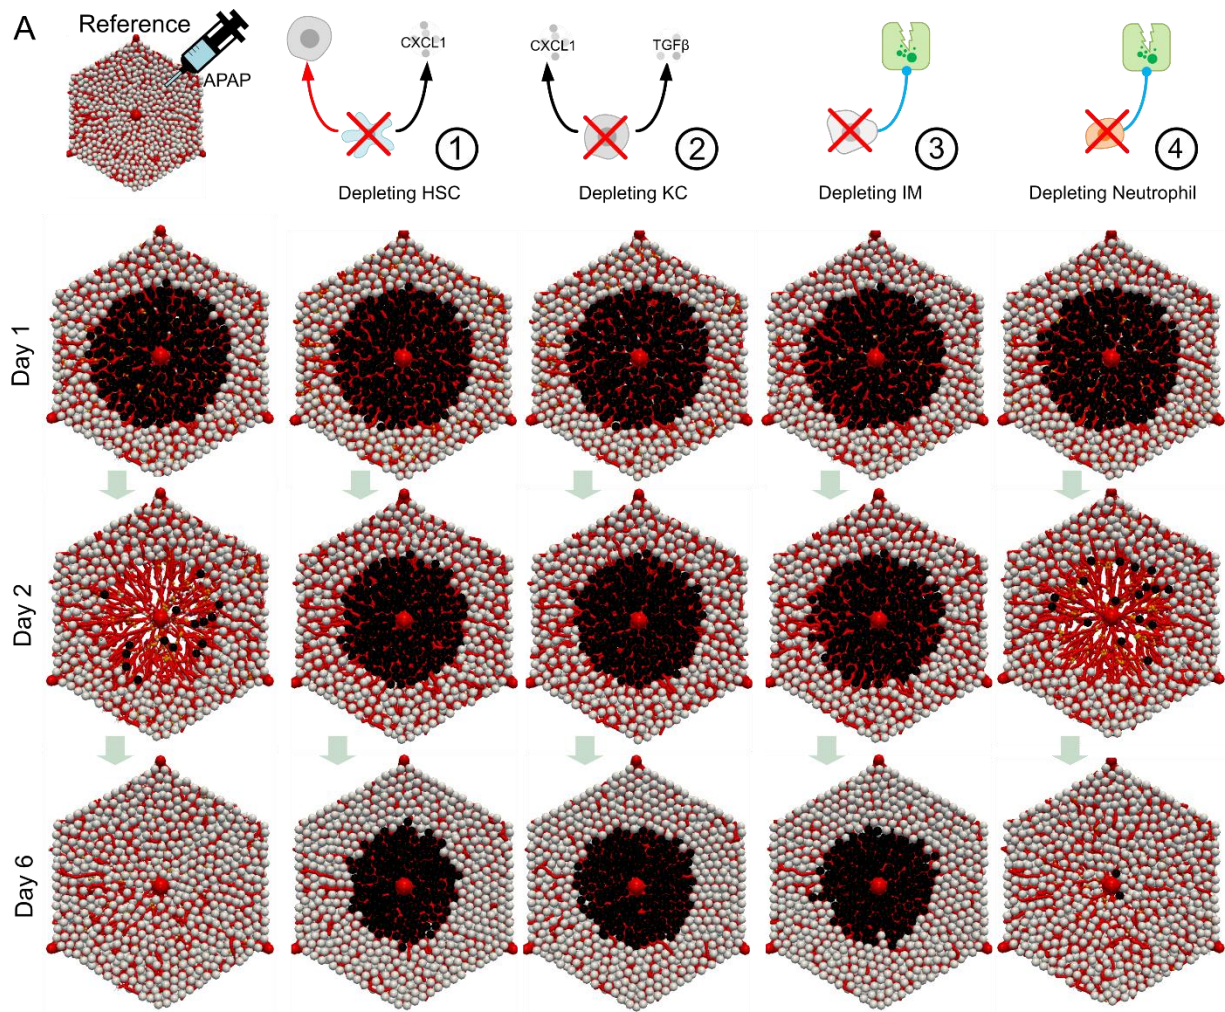 A
Reference
APAP
CXCL1
1
Depleting HSC
CXCL1
TGFβ
2
Depleting KC
3
Depleting IM
4
Depleting Neutrophil
Day 1
Day 2
Day 6